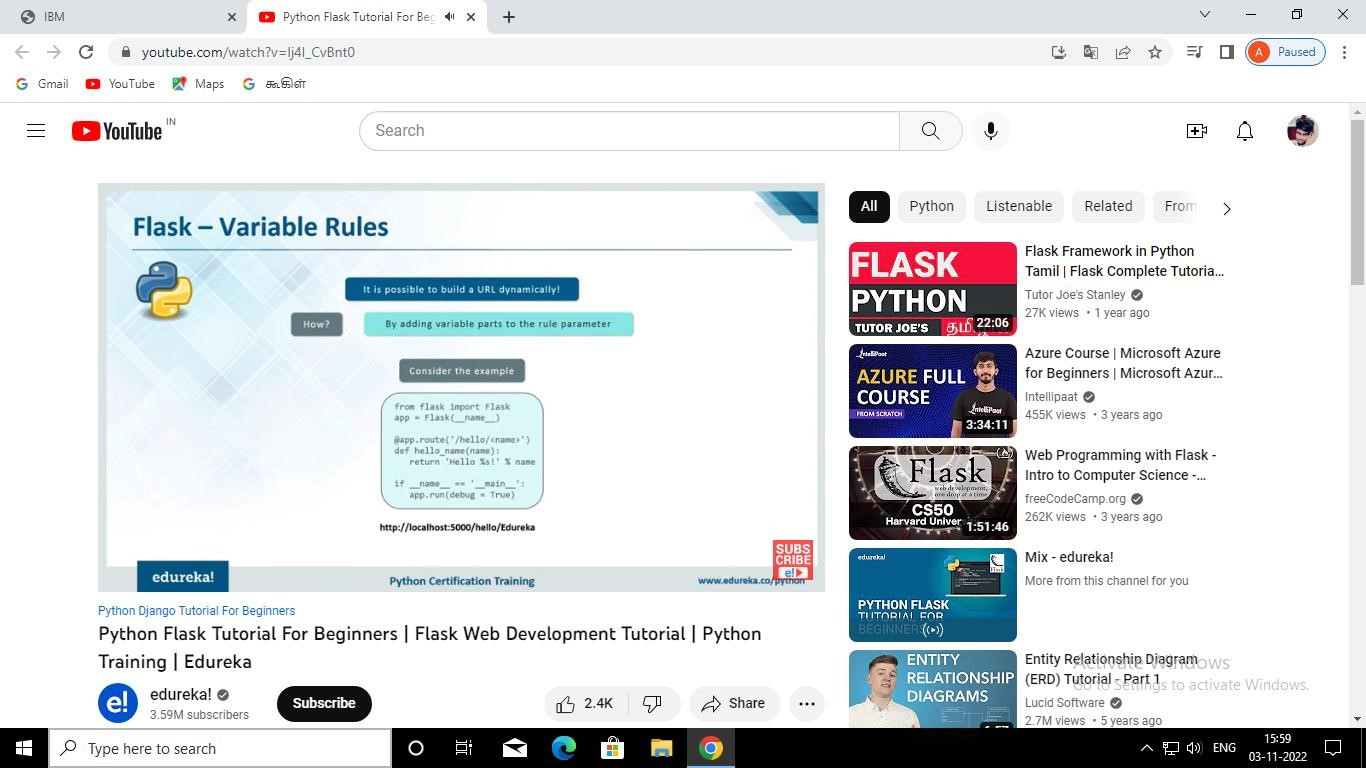 IBM
Python Flask Tutorial For Beg
youtube.com/watch?v=lj4I_CvBnt0
A Paused
Gmail YouTube Maps கூகிள்
YouTube IN
Search
Flask – Variable Rules
It is possible to build a URL dynamically!
How? By adding variable parts to the rule parameter
Consider the example
from flask import Flask
app = Flask(__name__)
@app.route('/hello/<name>')
def hello_name(name):
return 'Hello %s!' % name
if __name__ == '__main__':
app.run(debug = True)
http://localhost:5000/hello/Edureka
SUBS
CRIBE
e!
edureka! Python Certification Training www.edureka.co/python
Python Django Tutorial For Beginners
Python Flask Tutorial For Beginners | Flask Web Development Tutorial | Python
Training | Edureka
e! edureka!
3.59M subscribers
Subscribe
2.4K Share
All Python Listenable Related From
FLASK
PYTHON
TUTOR JOE'S
22:06
Flask Framework in Python
Tamil | Flask Complete Tutoria...
Tutor Joe's Stanley
27K views • 1 year ago
IntelliPaat
AZURE FULL
COURSE
FROM SCRATCH
IntelliPaat
3:34:11
Azure Course | Microsoft Azure
for Beginners | Microsoft Azur...
Intellipaat
455K views • 3 years ago
Flask
web development,
one drop at a time
CS50
Harvard Univer
1:51:46
Web Programming with Flask -
Intro to Computer Science -...
freeCodeCamp.org
262K views • 3 years ago
edureka!
Flask
PYTHON FLASK
TUTORIAL FOR
BEGINNERS
Mix - edureka!
More from this channel for you
ENTITY
RELATIONSHIP
DIAGRAMS
Entity Relationship Diagram
(ERD) Tutorial - Part 1
Lucid Software
2.7M views • 5 years ago
Activate Windows
Go to Settings to activate Windows.
Type here to search
ENG
15:59
03-11-2022